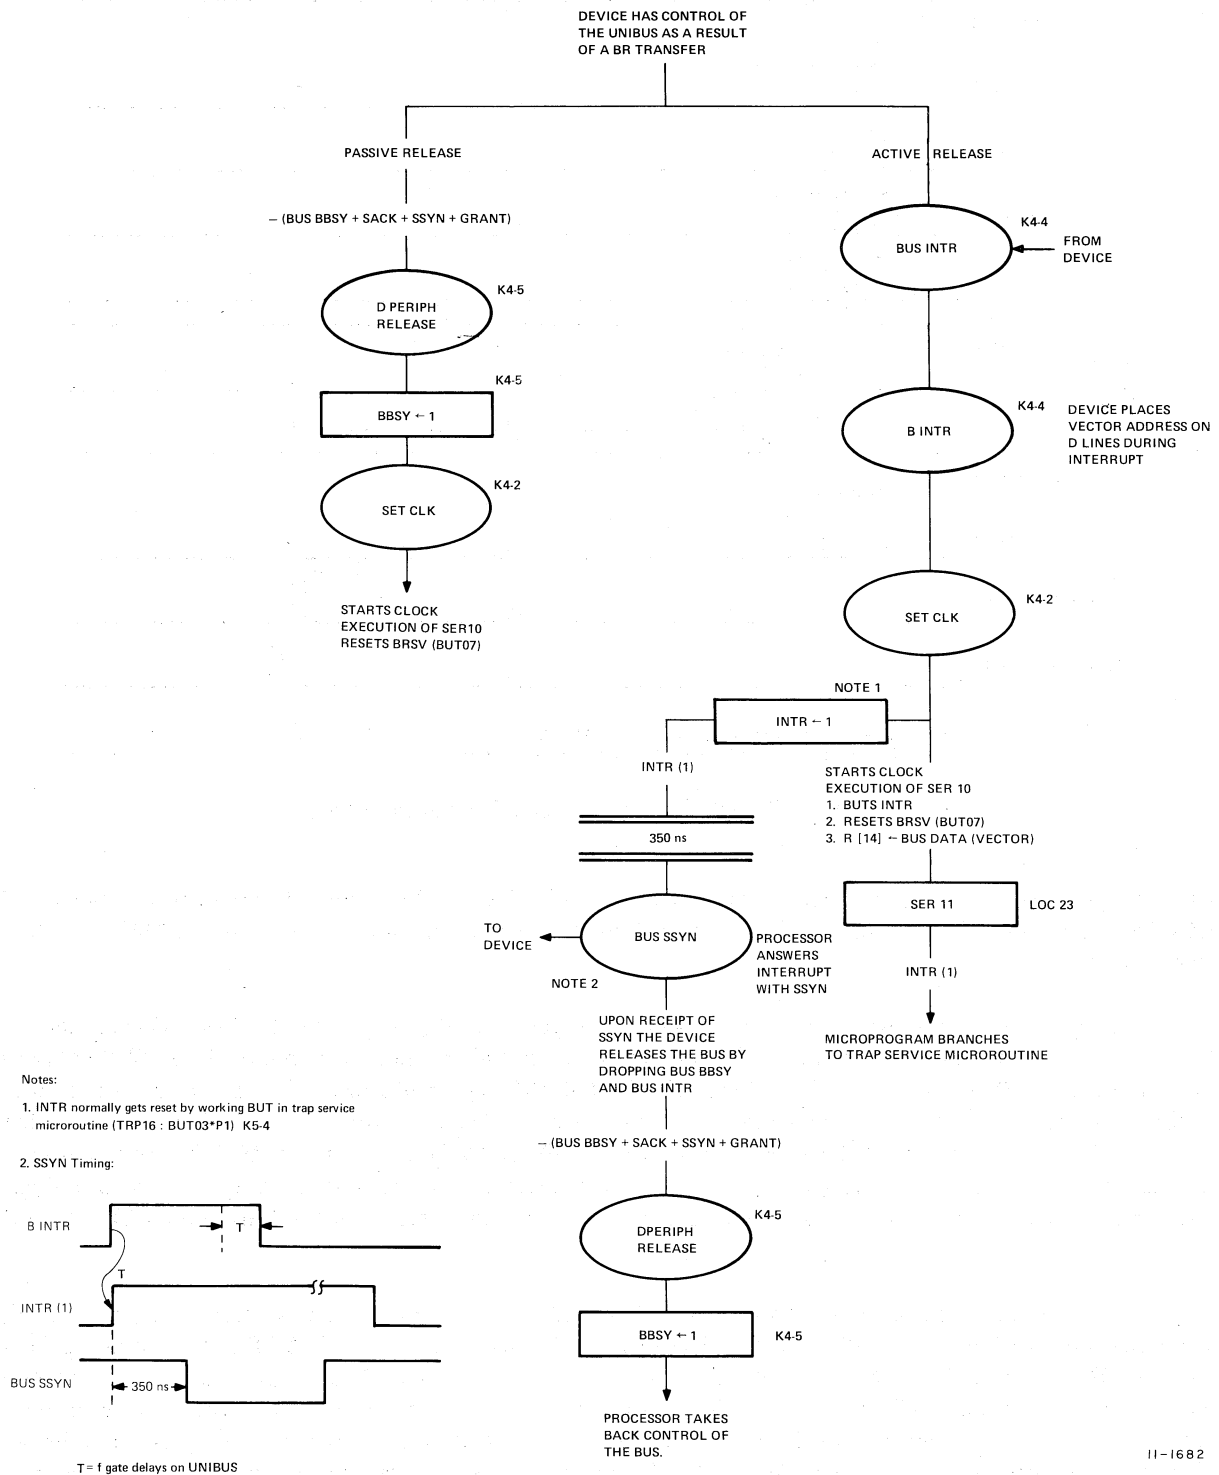 DEVICE HAS CONTROL OF
THE UNIBUS AS A RESULT
OF A BR TRANSFER
PASSIVE RELEASE
– (BUS BBSY + SACK + SSYN + GRANT)
K4-5
D PERIPH
RELEASE
K4-5
BBSY ← 1
K4-2
SET CLK
STARTS CLOCK
EXECUTION OF SER10
RESETS BRSV (BUT07)
ACTIVE RELEASE
K4-4
BUS INTR
FROM
DEVICE
K4-4
B INTR
DEVICE PLACES
VECTOR ADDRESS ON
D LINES DURING
INTERRUPT
K4-2
SET CLK
NOTE 1
INTR ← 1
INTR (1)
350 ns
TO
DEVICE
BUS SSYN
NOTE 2
PROCESSOR
ANSWERS
INTERRUPT
WITH SSYN
UPON RECEIPT OF
SSYN THE DEVICE
RELEASES THE BUS BY
DROPPING BUS BBSY
AND BUS INTR
– (BUS BBSY + SACK + SSYN + GRANT)
K4-5
DPERIPH
RELEASE
BBSY ← 1
K4-5
PROCESSOR TAKES
BACK CONTROL OF
THE BUS.
STARTS CLOCK
EXECUTION OF SER 10
1. BUTS INTR
2. RESETS BRSV (BUT07)
3. R [14] ← BUS DATA (VECTOR)
SER 11
LOC 23
INTR (1)
MICROPROGRAM BRANCHES
TO TRAP SERVICE MICROROUTINE
Notes:
1. INTR normally gets reset by working BUT in trap service
microroutine (TRP16 : BUT03*P1) K5-4
2. SSYN Timing:
B INTR
T
T
INTR (1)
BUS SSYN
350 ns
T= f gate delays on UNIBUS
11-1682